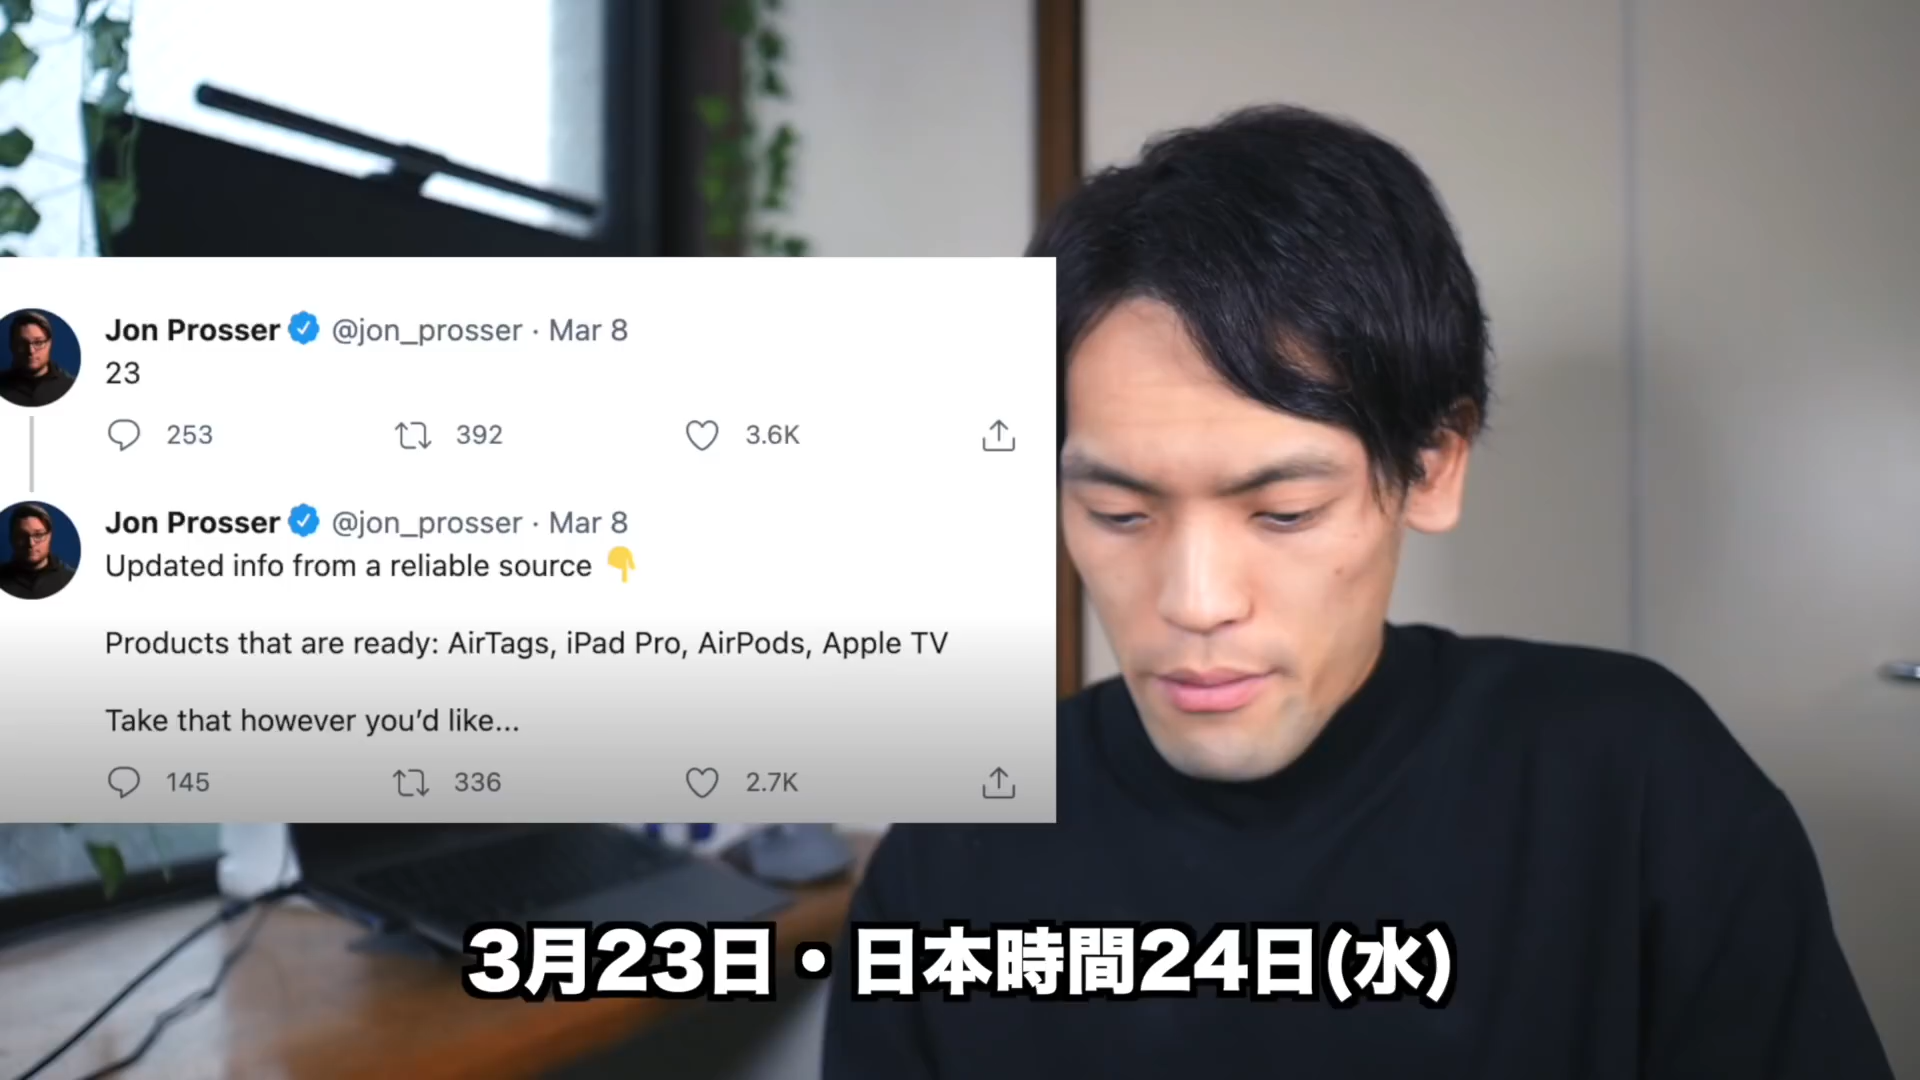 Jon Prosser @jon_prosser · Mar 8
23
253 392 3.6K
Jon Prosser @jon_prosser · Mar 8
Updated info from a reliable source 👇
Products that are ready: AirTags, iPad Pro, AirPods, Apple TV
Take that however you’d like...
145 336 2.7K
3月23日・日本時間24日(水)